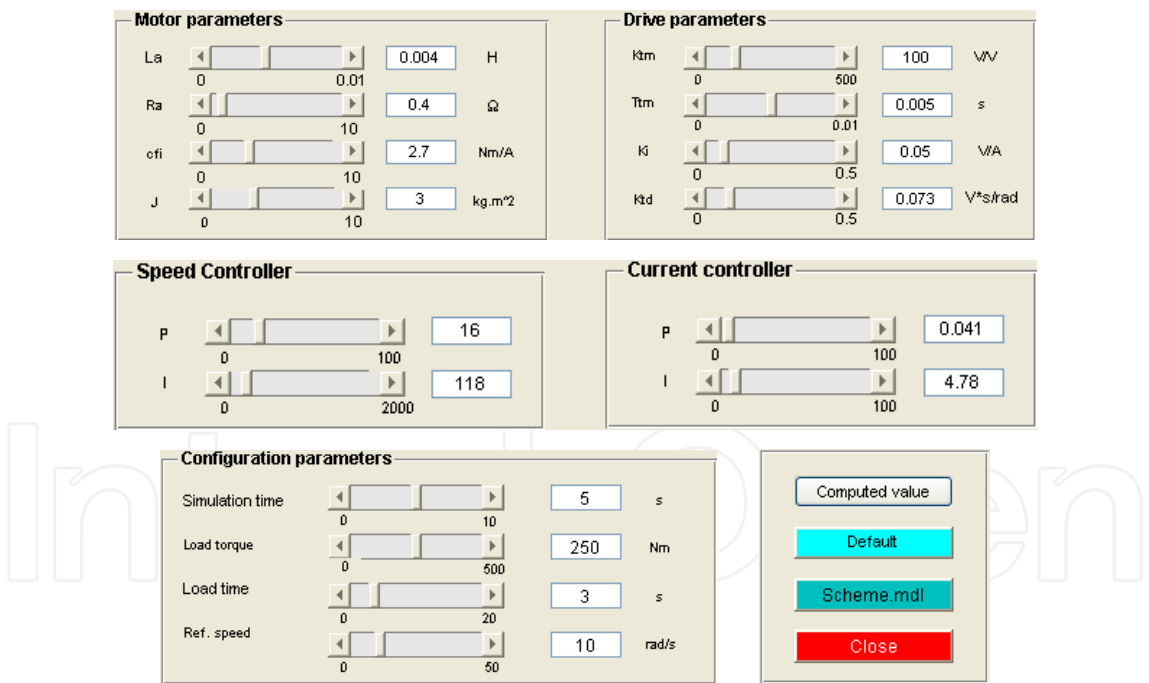 Motor parameters
La 0.004 H
0 0.01
Ra 0.4 Ω
0 10
cfi 2.7 Nm/A
0 10
J 3 kg.m^2
0 10
Drive parameters
Ktm 100 V/V
0 500
Ttm 0.005 s
0 0.01
Ki 0.05 V/A
0 0.5
Ktd 0.073 V*s/rad
0 0.5
Speed Controller
P 16
0 100
I 118
0 2000
Current controller
P 0.041
0 100
I 4.78
0 100
Configuration parameters
Simulation time 5 s
0 10
Load torque 250 Nm
0 500
Load time 3 s
0 20
Ref. speed 10 rad/s
0 50
Computed value
Default
Scheme.mdl
Close